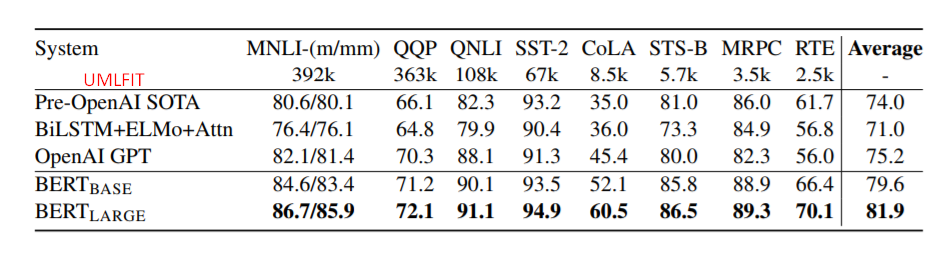 System MNLI-(m/mm) QQP QNLI SST-2 CoLA STS-B MRPC RTE Average
UMLFIT 392k 363k 108k 67k 8.5k 5.7k 3.5k 2.5k -
Pre-OpenAI SOTA 80.6/80.1 66.1 82.3 93.2 35.0 81.0 86.0 61.7 74.0
BiLSTM+ELMo+Attn 76.4/76.1 64.8 79.9 90.4 36.0 73.3 84.9 56.8 71.0
OpenAI GPT 82.1/81.4 70.3 88.1 91.3 45.4 80.0 82.3 56.0 75.2
BERTBASE 84.6/83.4 71.2 90.1 93.5 52.1 85.8 88.9 66.4 79.6
BERTLARGE 86.7/85.9 72.1 91.1 94.9 60.5 86.5 89.3 70.1 81.9